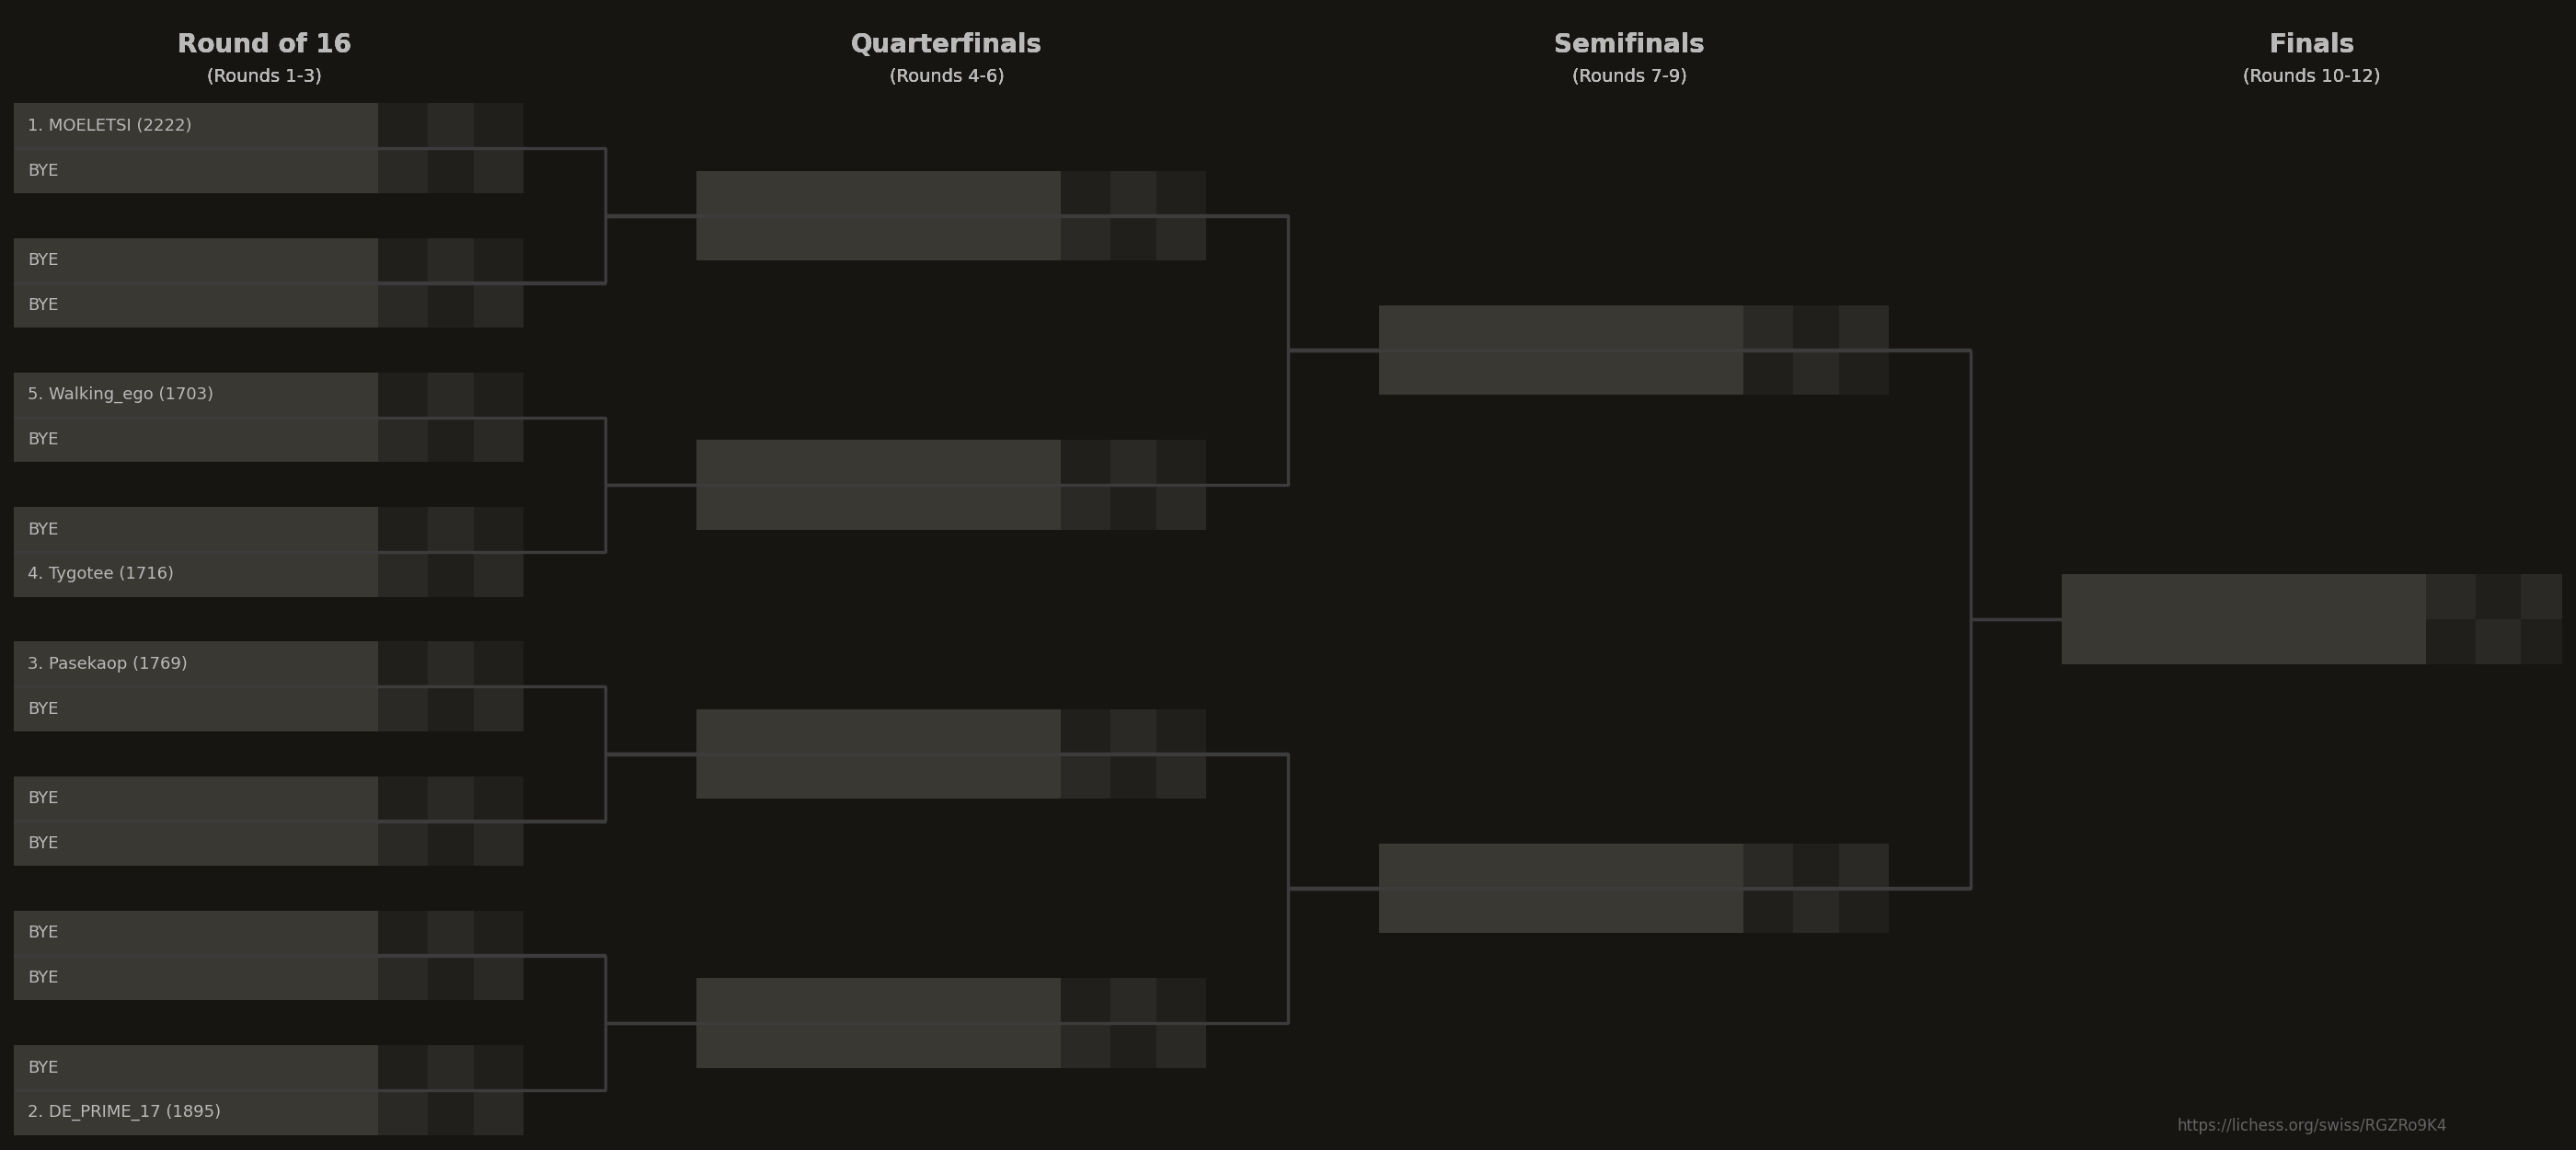 Round of 16
(Rounds 1-3)
Quarterfinals
(Rounds 4-6)
Semifinals
(Rounds 7-9)
Finals
(Rounds 10-12)
1. MOELETSI (2222)
BYE
BYE
BYE
5. Walking_ego (1703)
BYE
BYE
4. Tygotee (1716)
3. Pasekaop (1769)
BYE
BYE
BYE
BYE
BYE
BYE
2. DE_PRIME_17 (1895)
https://lichess.org/swiss/RGZRo9K4